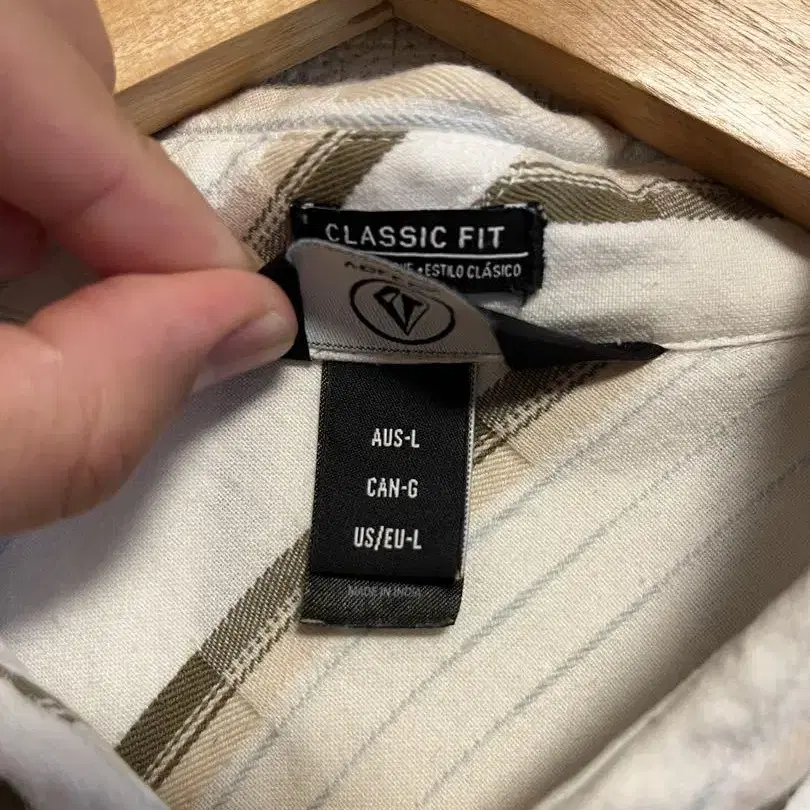 CLASSIC FIT
• ESTILO CLÁSICO
AUS-L
CAN-G
US/EU-L
MADE IN INDIA